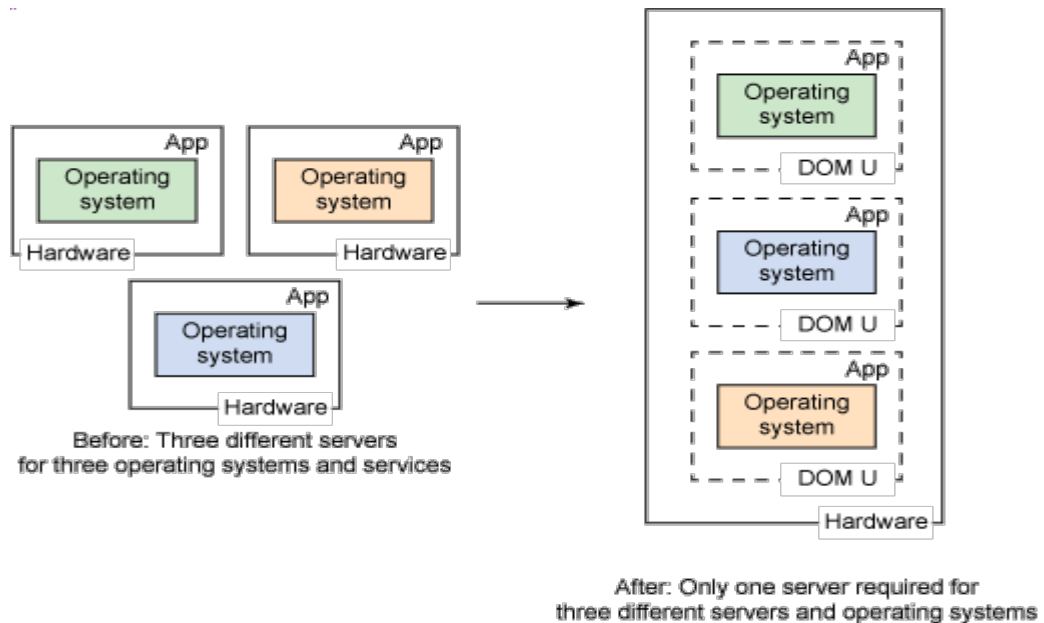 App
Operating
system
Hardware
App
Operating
system
Hardware
App
Operating
system
Hardware
Before: Three different servers
for three operating systems and services
App
Operating
system
DOM U
App
Operating
system
DOM U
App
Operating
system
DOM U
Hardware
After: Only one server required for
three different servers and operating systems